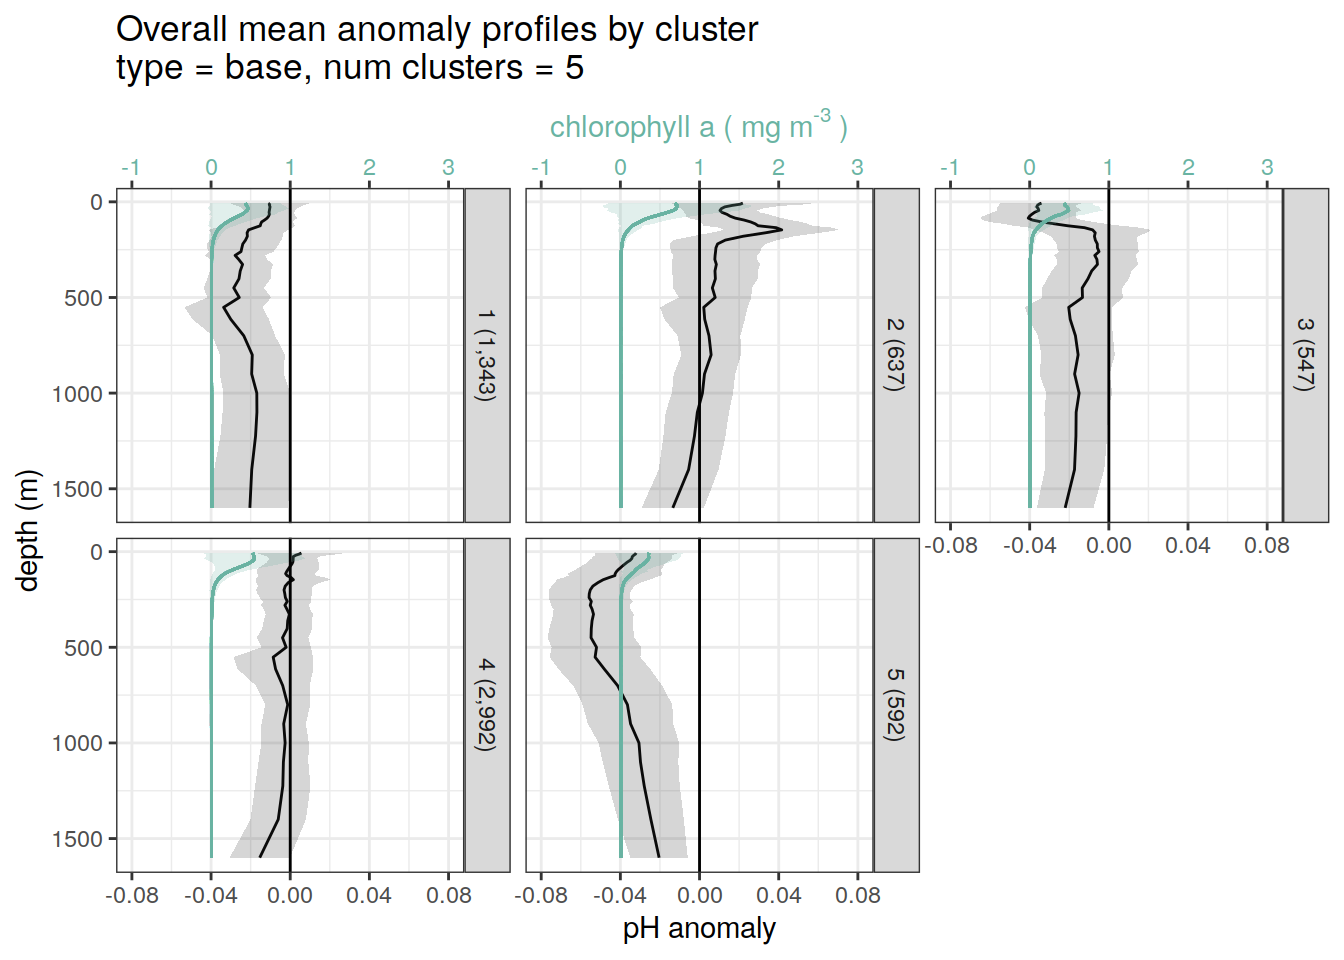 Overall mean anomaly profiles by cluster
type = base, num clusters = 5
chlorophyll a ( mg m-3 )
-1 0 1 2 3 -1 0 1 2 3 -1 0 1 2 3
0
500
1000
1500
1 (1,343)
2 (637)
3 (547)
-0.08 -0.04 0.00 0.04 0.08
0
500
1000
1500
4 (2,992)
5 (592)
depth (m)
-0.08 -0.04 0.00 0.04 0.08 -0.08 -0.04 0.00 0.04 0.08
pH anomaly